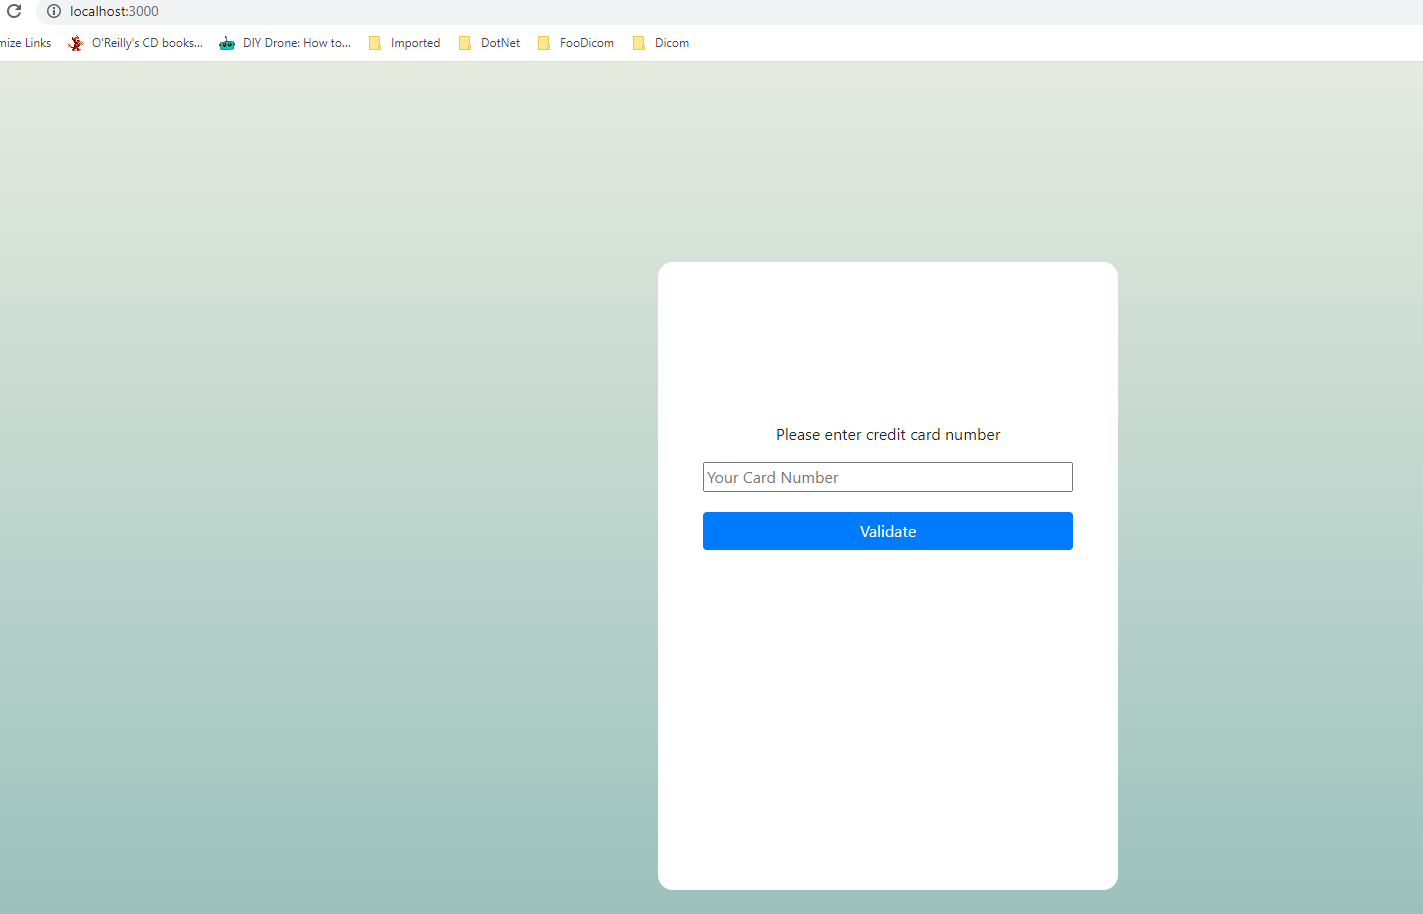 localhost:3000
mize Links O'Reilly's CD books... DIY Drone: How to... Imported DotNet FooDicom Dicom
Please enter credit card number
Your Card Number
Validate